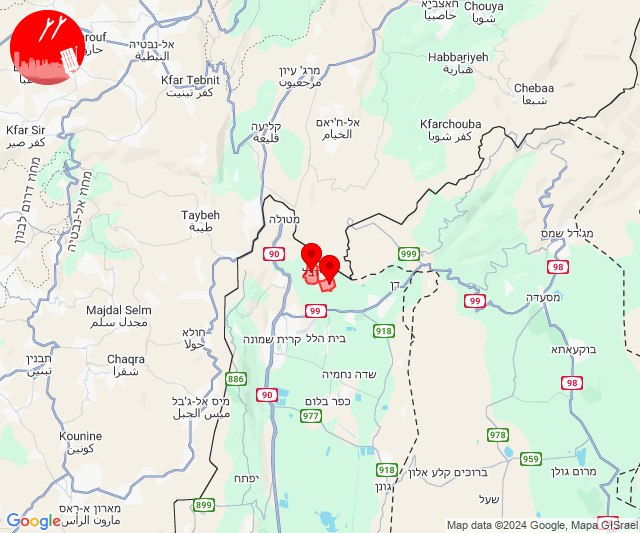 חאצביא
Chouya
شويا
حاصبيا
אל-נבטיה
النبطية
Habbariyeh
هبارية
מרג' עיון
مرجعيون
Kfar Tebnit
كفر تبنيت
Chebaa
شبعا
Kfar Sir
كفر صير
קליעה
قليعة
אל-ח'יאם
الخيام
Kfarchouba
كفر شوبا
מחוז דרום לבנון
מחוז אל-נבטיה
Taybeh
طيبة
מטולה
מג'דל שמס
90
999
98
דן
99
מסעדה
99
Majdal Selm
مجدل سلم
חולא
حولا
קרית שמונה
בית הלל
918
בוקעאתא
תבנין
تبنين
Chaqra
شقرا
שדה נחמיה
886
98
מיס אל-ג'בל
ميس الجبل
90
כפר בלום
977
Kounine
كونين
978
959
918
ברוכים קלע אלון
מרום גולן
יפתח
גונן
899
שעל
מארון א-ראס
مارون الراس
Google
Map data ©2024 Google, Mapa GISrael